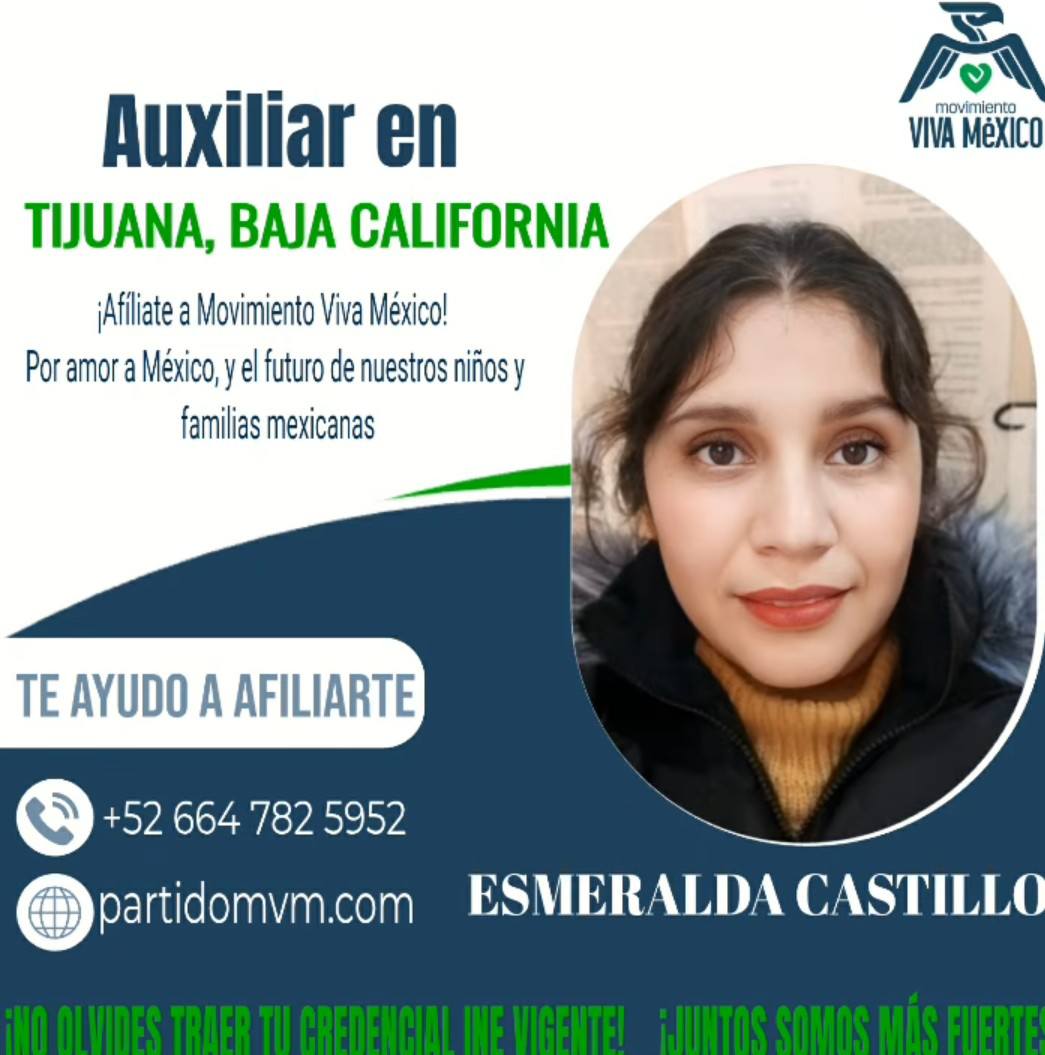 movimiento
VIVA MéXICO
Auxiliar en
TIJUANA, BAJA CALIFORNIA
¡Afíliate a Movimiento Viva México!
Por amor a México, y el futuro de nuestros niños y
familias mexicanas
TE AYUDO A AFILIARTE
+52 664 782 5952
partidomvm.com
ESMERALDA CASTILLO
¡NO OLVIDES TRAER TU CREDENCIAL INE VIGENTE! ¡JUNTOS SOMOS MÁS FUERTES